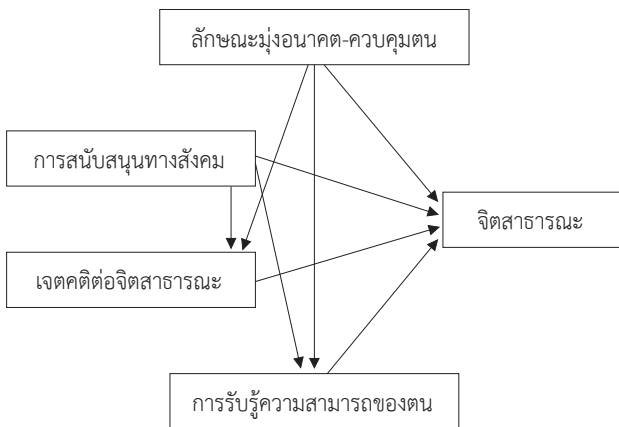 ลักษณะมุ่งอนาคต-ควบคุมตน
การสนับสนุนทางสังคม
จิตสาธารณะ
เจตคติต่อจิตสาธารณะ
การรับรู้ความสามารถของตน